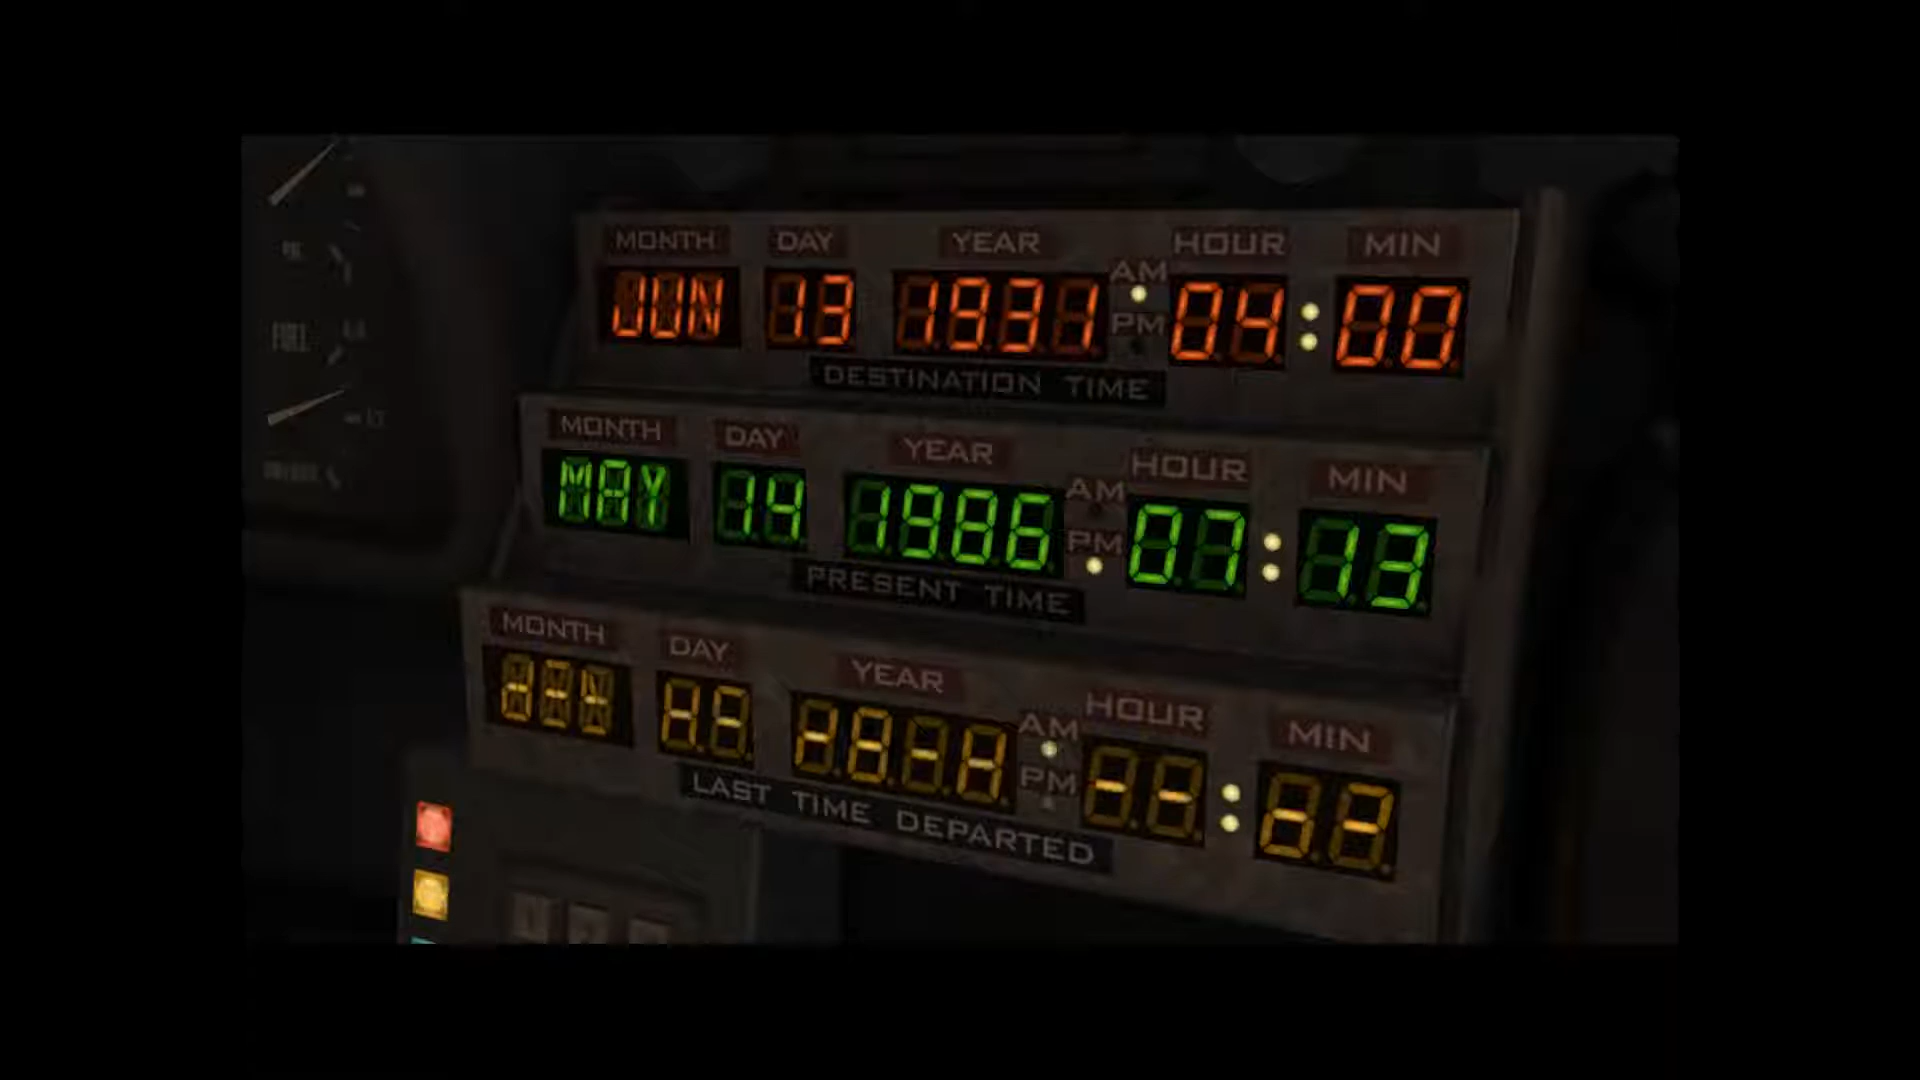 MONTH DAY YEAR HOUR MIN
AM
JUN 13 1931 04:00
PM
DESTINATION TIME
MONTH DAY YEAR HOUR MIN
AM
MAY 14 1986 07:13
PM
PRESENT TIME
MONTH DAY YEAR HOUR MIN
AM
PM
LAST TIME DEPARTED
FUEL